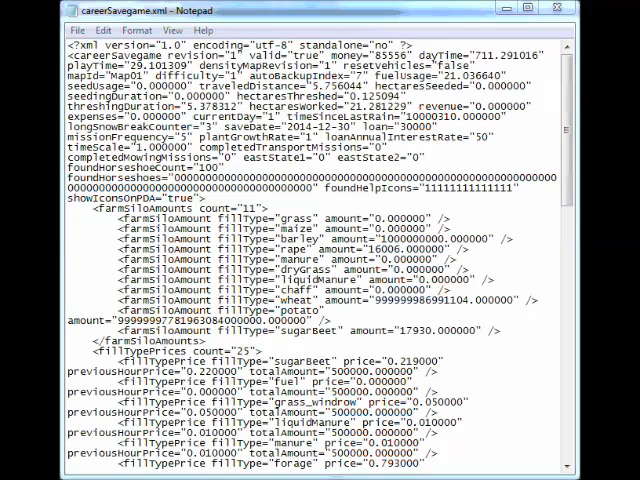 careerSavegame.xml - Notepad
File Edit Format View Help
<?xml version="1.0" encoding="utf-8" standalone="no" ?>
<careerSavegame revision="1" valid="true" money="85556" dayTime="711.291016"
playTime="29.101309" densityMapRevision="1" resetVehicles="false"
mapId="Map01" difficulty="1" autoBackupIndex="7" fuelUsage="21.036640"
seedUsage="0.000000" traveledDistance="5.756044" hectaresSeeded="0.000000"
seedingDuration="0.000000" hectaresThreshed="0.125094"
threshingDuration="5.378312" hectaresWorked="21.281229" revenue="0.000000"
expenses="0.000000" currentDay="1" timeSinceLastRain="10000310.000000"
longSnowBreakCounter="3" saveDate="2014-12-30" loan="30000"
missionFrequency="5" plantGrowthRate="1" loanAnnualInterestRate="50"
timeScale="1.000000" completedTransportMissions="0"
completedMowingMissions="0" eastState1="0" eastState2="0"
foundHorseshoeCount="100"
foundHorseshoes="0000000000000000000000000000000000000000000000000000000000000000
000000000000000000000000000000000000" foundHelpIcons="11111111111111"
showIconsOnPDA="true">
<farmSiloAmounts count="11">
<farmSiloAmount fillType="grass" amount="0.000000" />
<farmSiloAmount fillType="maize" amount="0.000000" />
<farmSiloAmount fillType="barley" amount="1000000000.000000" />
<farmSiloAmount fillType="rape" amount="16006.000000" />
<farmSiloAmount fillType="manure" amount="0.000000" />
<farmSiloAmount fillType="dryGrass" amount="0.000000" />
<farmSiloAmount fillType="liquidManure" amount="0.000000" />
<farmSiloAmount fillType="chaff" amount="0.000000" />
<farmSiloAmount fillType="wheat" amount="999999986991104.000000" />
<farmSiloAmount fillType="potato"
amount="9999999781963084000000.000000" />
<farmSiloAmount fillType="sugarBeet" amount="17930.000000" />
</farmSiloAmounts>
<fillTypePrices count="25">
<fillTypePrice fillType="sugarBeet" price="0.219000"
previousHourPrice="0.220000" totalAmount="500000.000000" />
<fillTypePrice fillType="fuel" price="0.000000"
previousHourPrice="0.000000" totalAmount="500000.000000" />
<fillTypePrice fillType="grass_windrow" price="0.050000"
previousHourPrice="0.050000" totalAmount="500000.000000" />
<fillTypePrice fillType="liquidManure" price="0.010000"
previousHourPrice="0.010000" totalAmount="500000.000000" />
<fillTypePrice fillType="manure" price="0.010000"
previousHourPrice="0.010000" totalAmount="500000.000000" />
<fillTypePrice fillType="forage" price="0.793000"